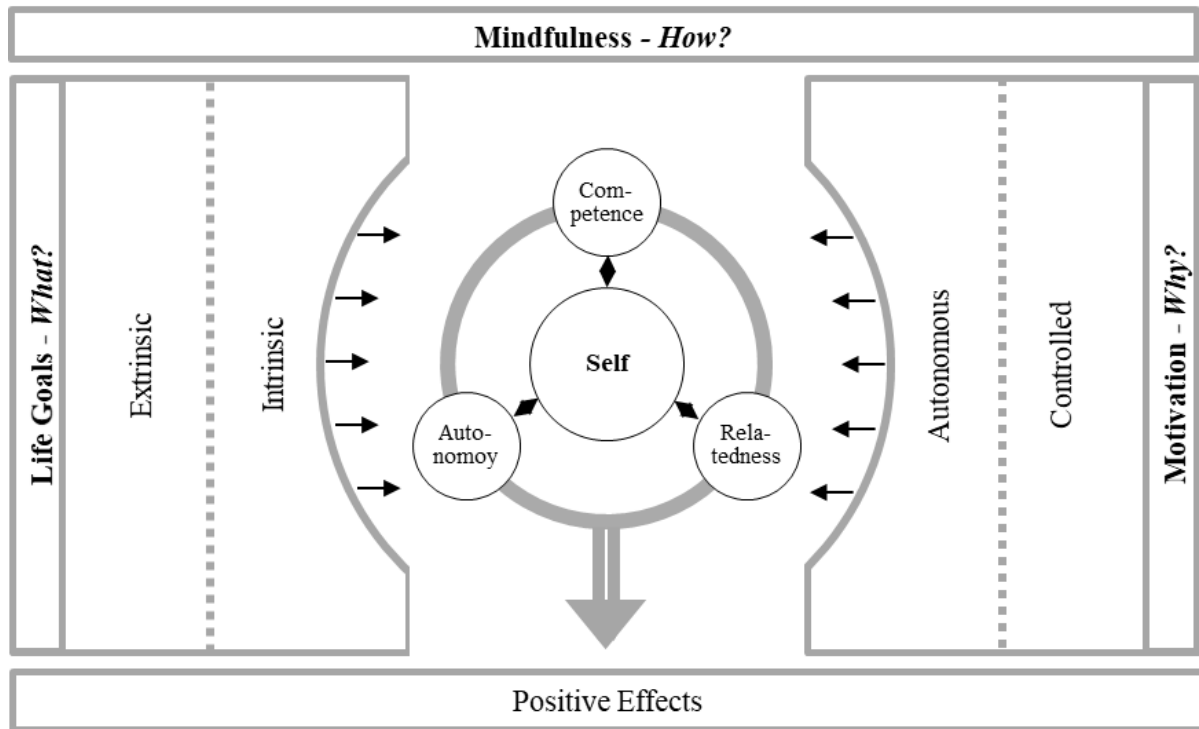 Mindfulness - How?
Life Goals - What?
Extrinsic
Intrinsic
Com-
petence
Self
Auto-
nomoy
Rela-
tedness
Autonomous
Controlled
Motivation - Why?
Positive Effects